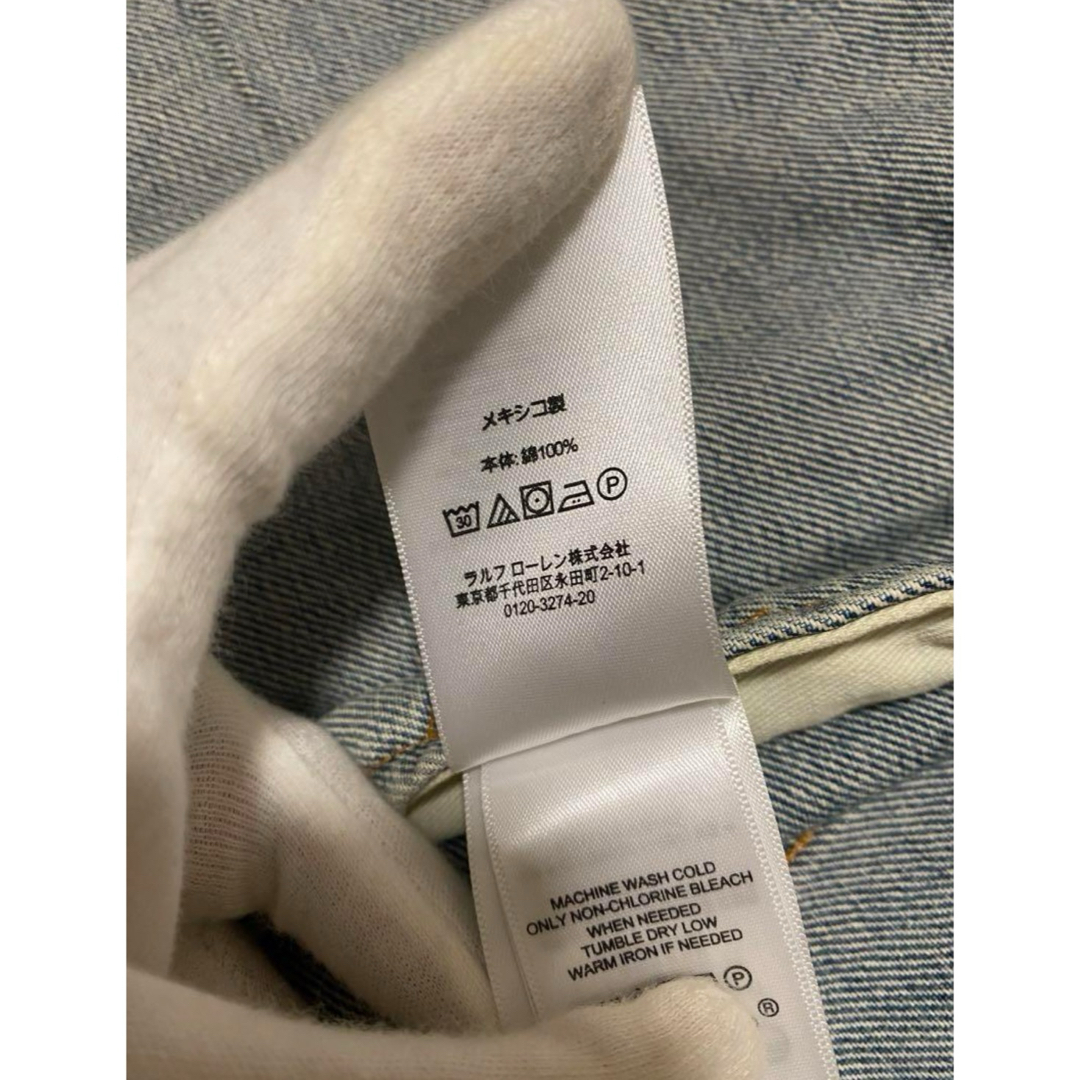 メキシコ製
本体: 綿100%
30 P
ラルフ ローレン株式会社
東京都千代田区永田町2-10-1
0120-3274-20
MACHINE WASH COLD
ONLY NON-CHLORINE BLEACH
WHEN NEEDED
TUMBLE DRY LOW
WARM IRON IF NEEDED
P
®